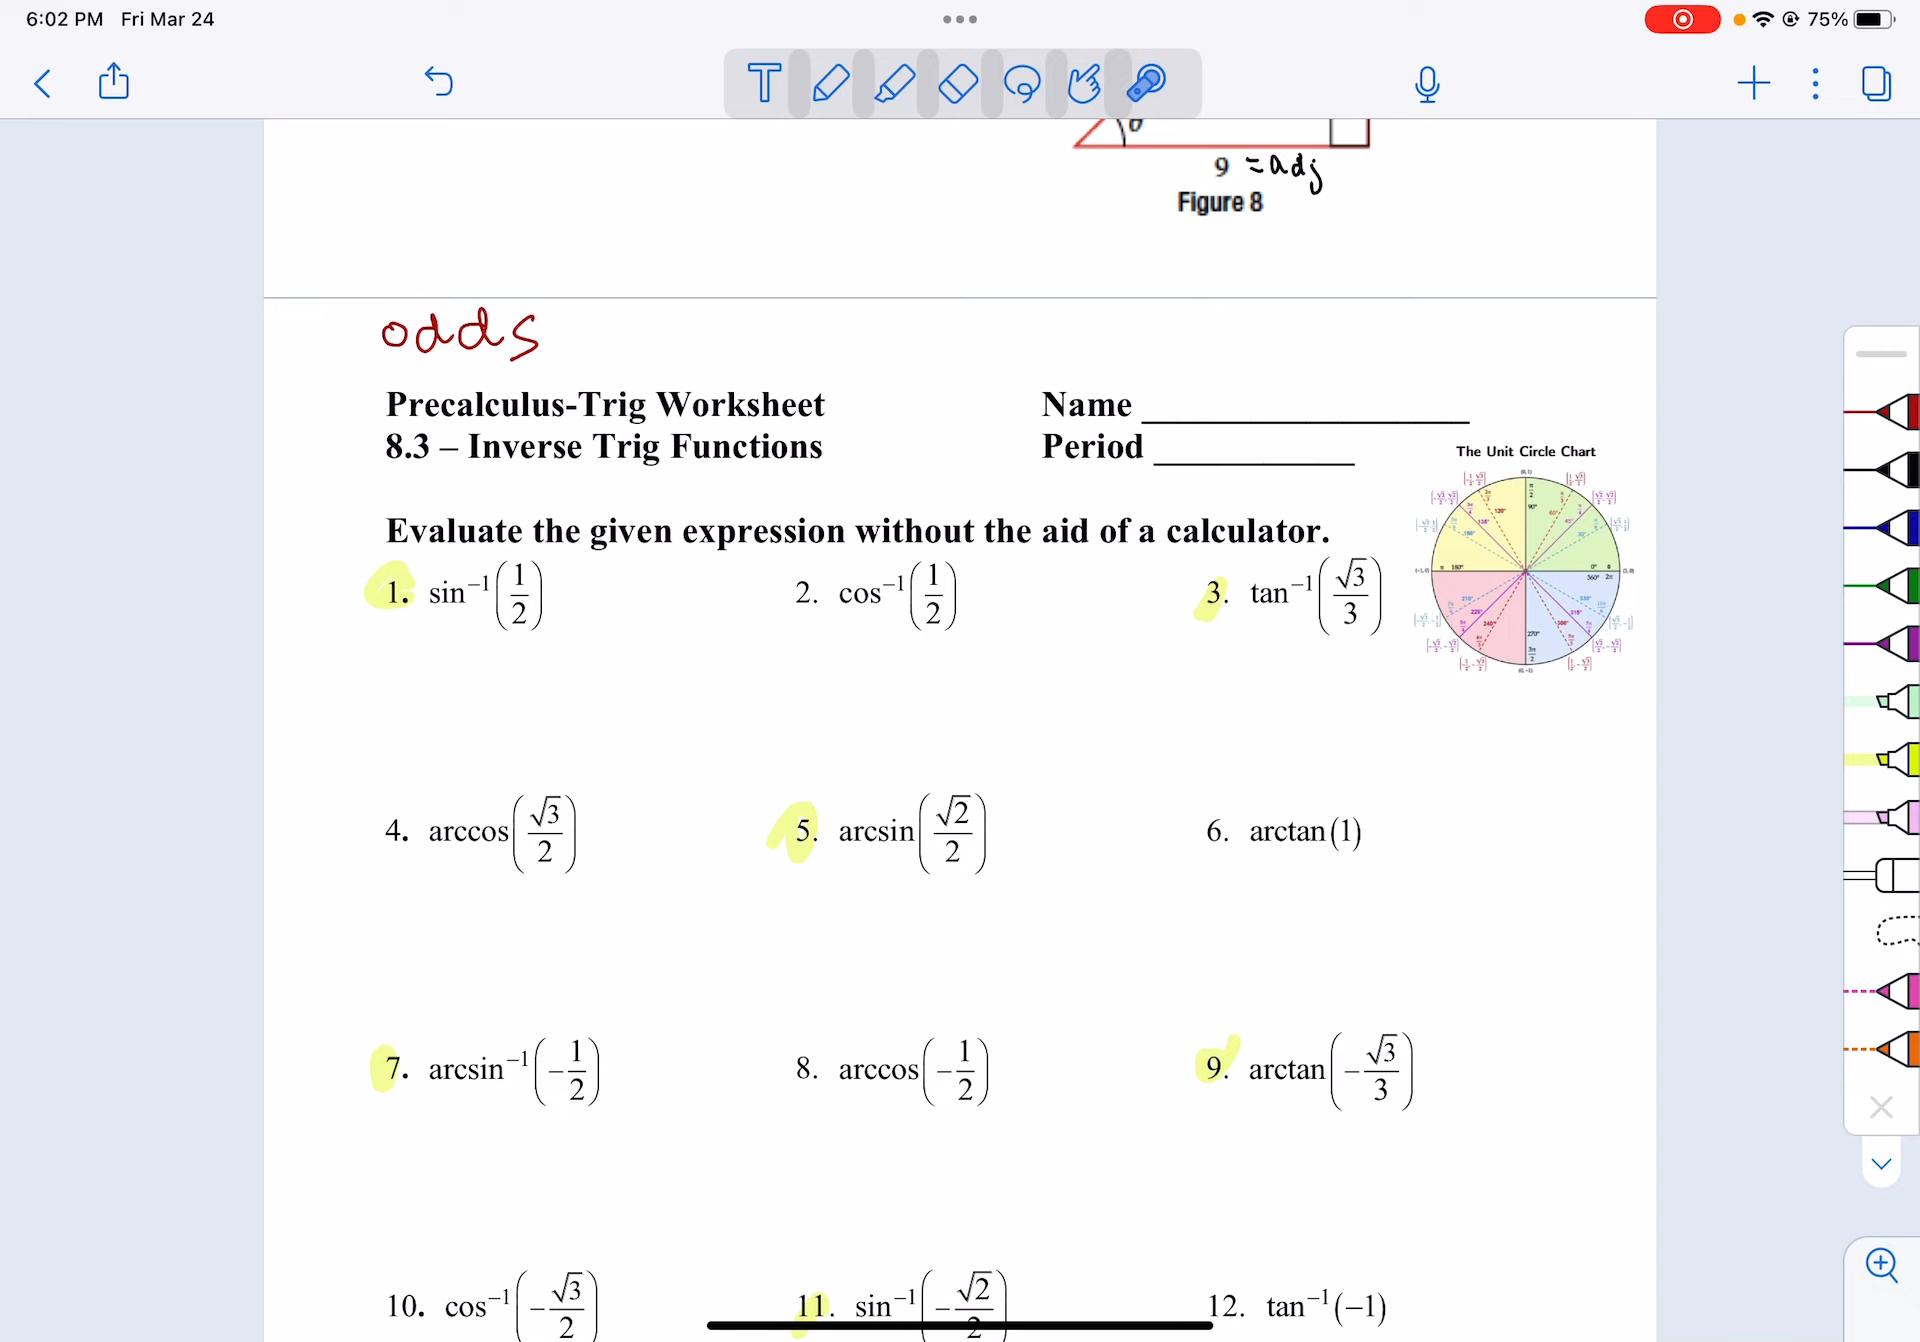 6:02 PM Fri Mar 24
75%
θ
9 = adj
Figure 8
odds
Precalculus-Trig Worksheet
Name ____________________
8.3 – Inverse Trig Functions
Period ____________
The Unit Circle Chart
Evaluate the given expression without the aid of a calculator.
1. sin⁻¹(1/2)
2. cos⁻¹(1/2)
3. tan⁻¹(√3/3)
4. arccos(√3/2)
5. arcsin(√2/2)
6. arctan(1)
7. arcsin⁻¹(−1/2)
8. arccos(−1/2)
9. arctan(−√3/3)
10. cos⁻¹(−√3/2)
11. sin⁻¹(−√2/2)
12. tan⁻¹(−1)